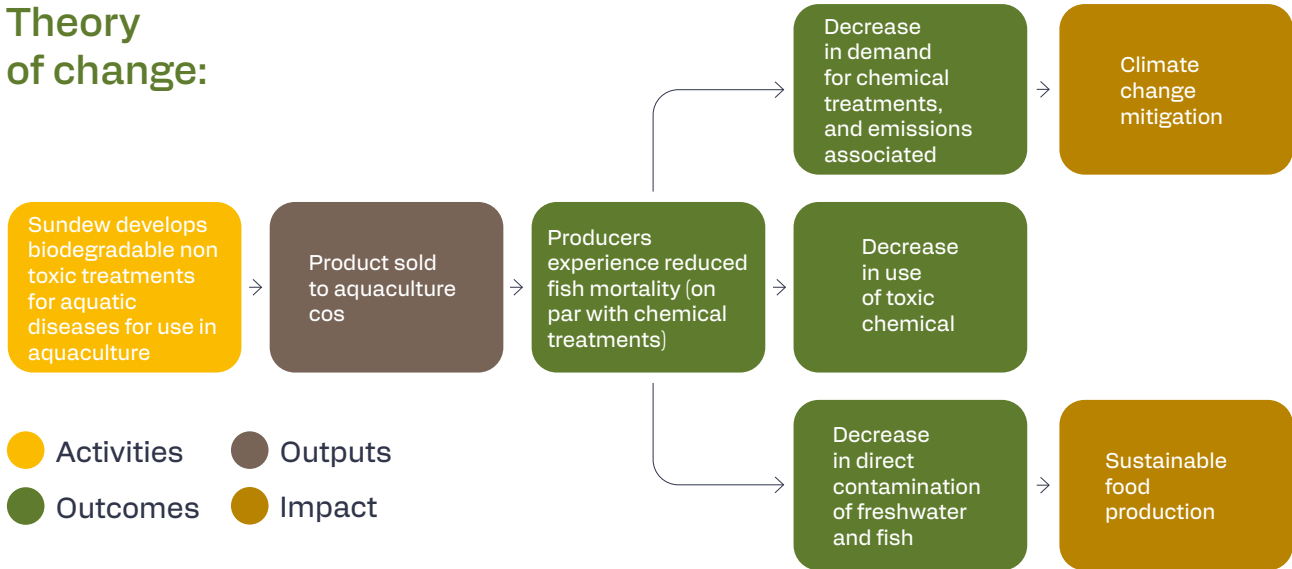 Theory
of change:
Decrease
in demand
for chemical
treatments,
and emissions
associated
Climate
change
mitigation
Sundew develops
biodegradable non
toxic treatments
for aquatic
diseases for use in
aquaculture
Product sold
to aquaculture
cos
Producers
experience reduced
fish mortality (on
par with chemical
treatments)
Decrease
in use
of toxic
chemical
Decrease
in direct
contamination
of freshwater
and fish
Sustainable
food
production
Activities
Outputs
Outcomes
Impact